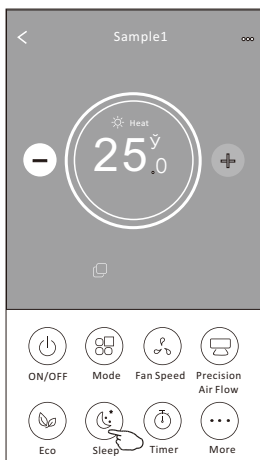 Sample1
Heat
25.0
ў
ON/OFF
Mode
Fan Speed
Precision
Air Flow
Eco
Sleep
Timer
More